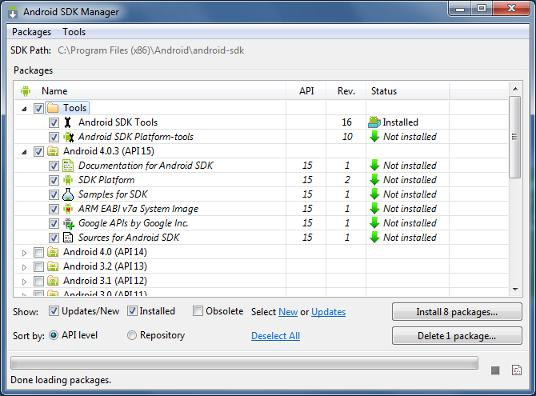 Android SDK Manager
Packages Tools
SDK Path: C:\Program Files (x86)\Android\android-sdk
Packages
Name API Rev. Status
Tools
Android SDK Tools 16 Installed
Android SDK Platform-tools 10 Not installed
Android 4.0.3 (API 15)
Documentation for Android SDK 15 1 Not installed
SDK Platform 15 2 Not installed
Samples for SDK 15 1 Not installed
ARM EABI v7a System Image 15 1 Not installed
Google APIs by Google Inc. 15 1 Not installed
Sources for Android SDK 15 1 Not installed
Android 4.0 (API 14)
Android 3.2 (API 13)
Android 3.1 (API 12)
Android 3.0 (API 11)
Show: Updates/New Installed Obsolete Select New or Updates Install 8 packages...
Sort by: API level Repository Deselect All Delete 1 package...
Done loading packages.